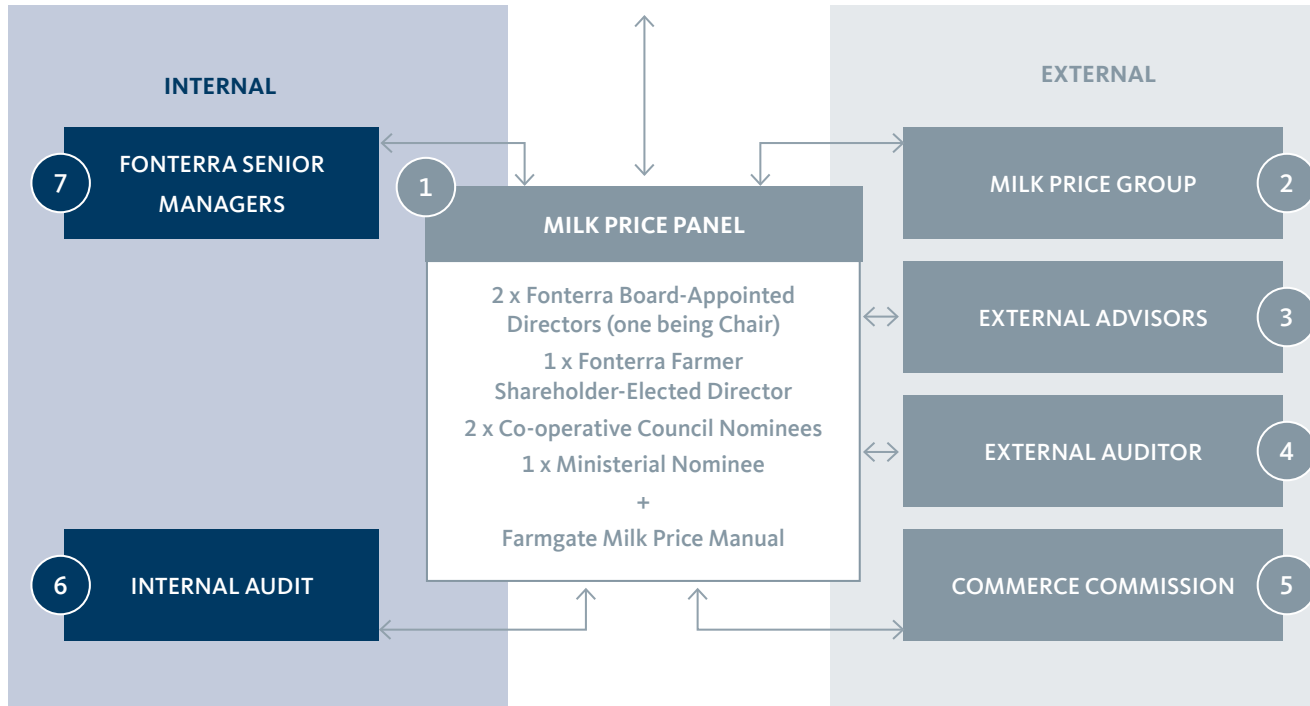 INTERNAL
7
FONTERRA SENIOR
MANAGERS
6
INTERNAL AUDIT
1
MILK PRICE PANEL
2 x Fonterra Board-Appointed
Directors (one being Chair)
1 x Fonterra Farmer
Shareholder-Elected Director
2 x Co-operative Council Nominees
1 x Ministerial Nominee
+
Farmgate Milk Price Manual
EXTERNAL
MILK PRICE GROUP
2
EXTERNAL ADVISORS
3
EXTERNAL AUDITOR
4
COMMERCE COMMISSION
5